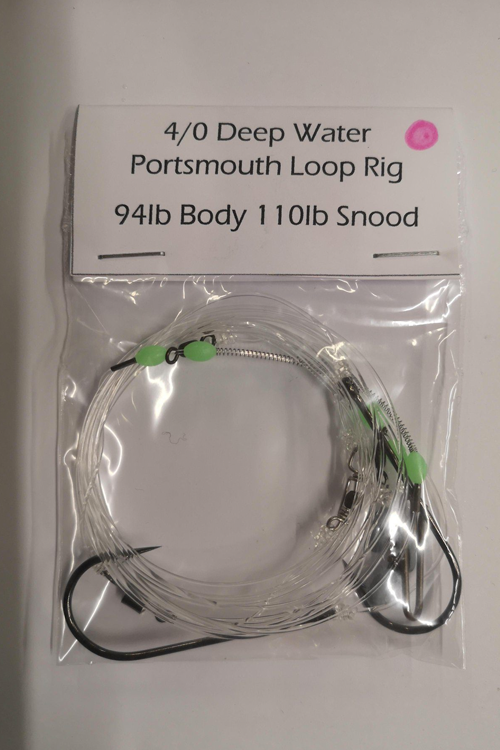 4/0 Deep Water
Portsmouth Loop Rig
94lb Body 110lb Snood